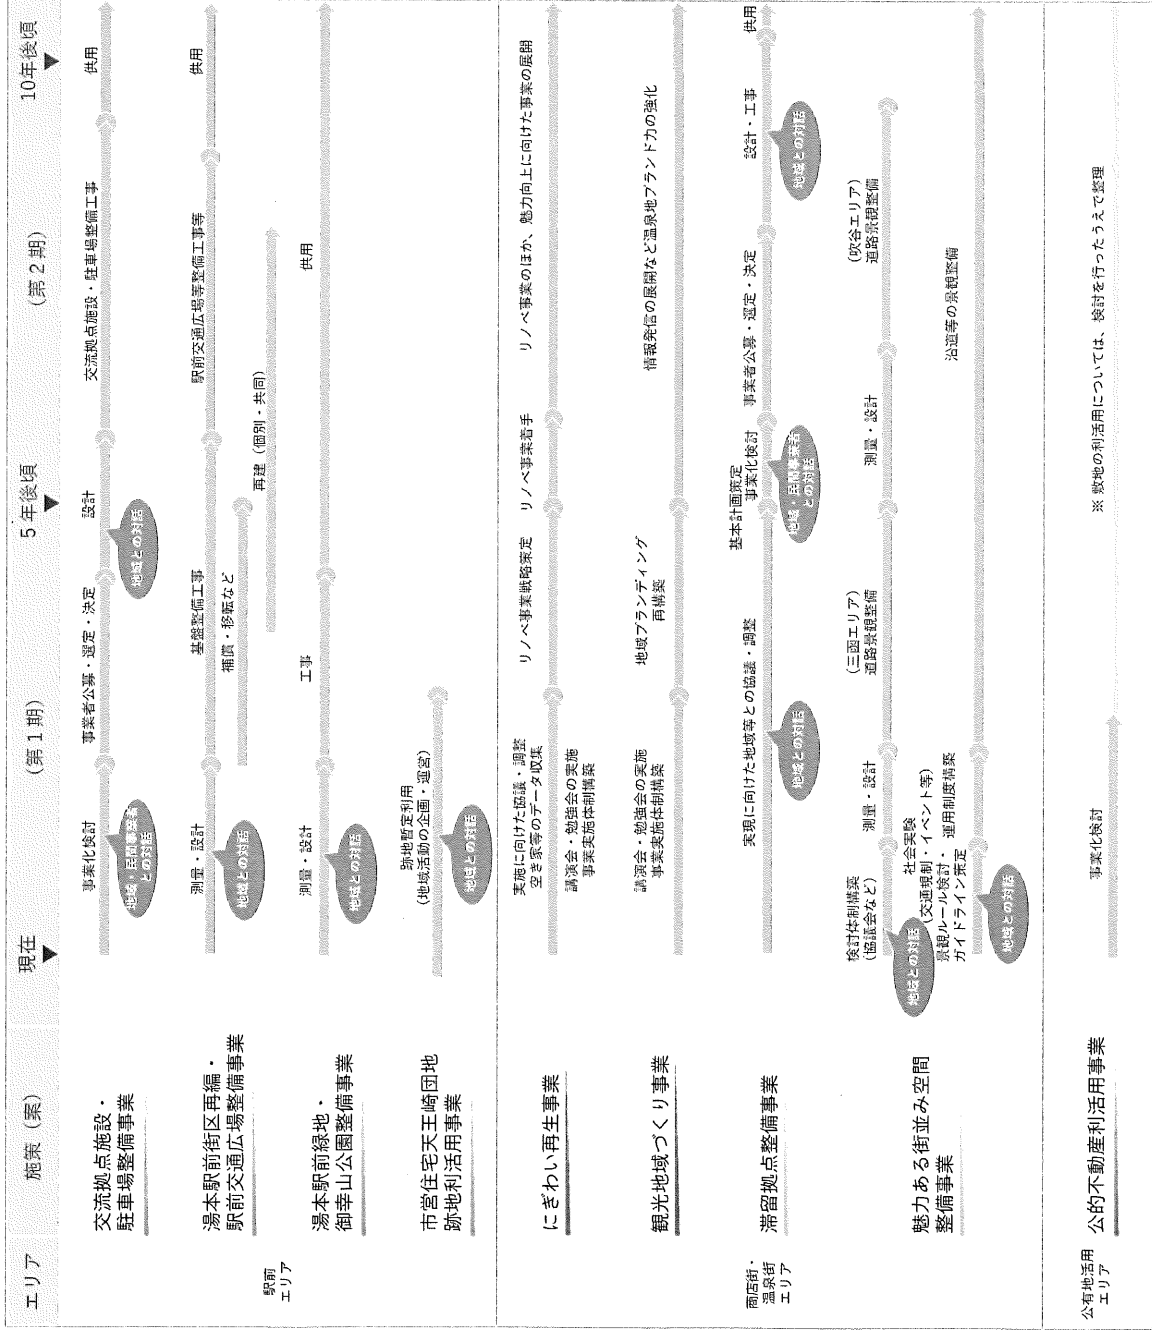 エリア
施策（案）
現在
（第１期）
５年後頃
（第２期）
10年後頃
駅前
エリア
交流拠点施設・
駐車場整備事業
事業化検討
地域・民間事業者
との対話
事業者公募・選定・決定
地域との対話
設計
交流拠点施設・駐車場整備工事
供用
湯本駅前街区再編・
駅前交通広場整備事業
測量・設計
地域との対話
基盤整備工事
補償・移転など
再建（個別・共同）
駅前交通広場等整備工事等
供用
湯本駅前緑地・
御幸山公園整備事業
測量・設計
地域との対話
工事
供用
市営住宅天王崎団地
跡地利活用事業
跡地暫定利用
（地域活動の企画・運営）
地域との対話
商店街・
温泉街
エリア
にぎわい再生事業
実施に向けた協議・調整
空き家等のデータ収集
講演会・勉強会の実施
事業実施体制構築
リノベ事業戦略策定
リノベ事業着手
リノベ事業のほか、魅力向上に向けた事業の展開
観光地域づくり事業
講演会・勉強会の実施
事業実施体制構築
地域ブランディング
再構築
情報発信の展開など温泉地ブランド力の強化
滞留拠点整備事業
実現に向けた地域等との協議・調整
地域との対話
基本計画策定
事業化検討
地域・民間事業者
との対話
事業者公募・選定・決定
設計・工事
地域との対話
供用
魅力ある街並み空間
整備事業
検討体制構築
（協議会など）
地域との対話
測量・設計
（三函エリア）
道路景観整備
測量・設計
（吹谷エリア）
道路景観整備
社会実験
（交通規制・イベント等）
景観ルール検討・
ガイドライン策定
地域との対話
運用制度構築
沿道等の景観整備
公有地活用
エリア
公的不動産利活用事業
事業化検討
※ 敷地の利活用については、検討を行ったうえで整理